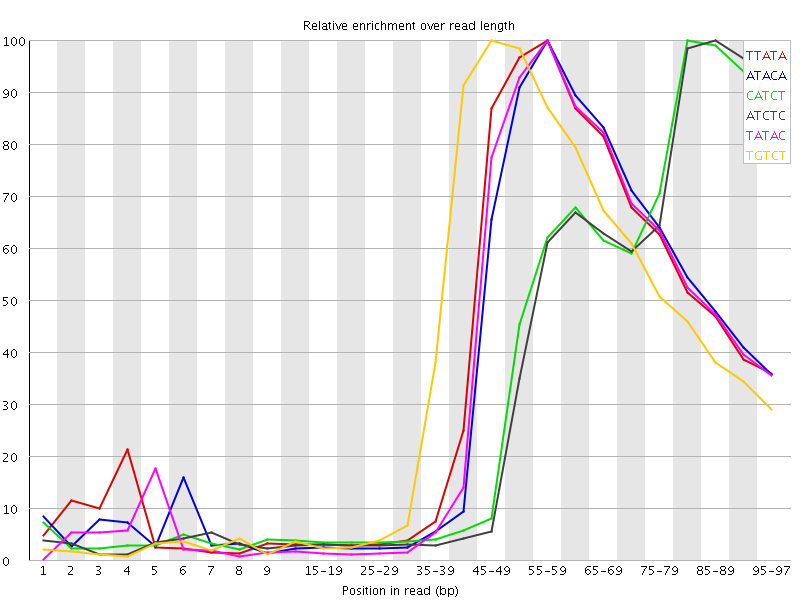 Relative enrichment over read length
100
90
80
70
60
50
40
30
20
10
0
TTATA
ATACA
CATCT
ATCTC
TATAC
TGTCT
1 2 3 4 5 6 7 8 9 15-19 25-29 35-39 45-49 55-59 65-69 75-79 85-89 95-97
Position in read (bp)